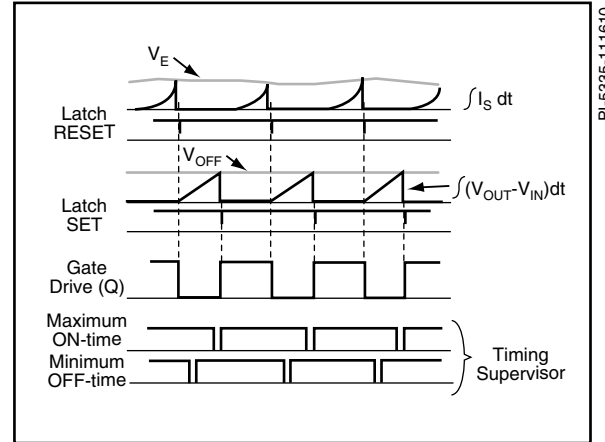 V_E
∫I_S dt
Latch
RESET
V_OFF
∫(V_OUT-V_IN)dt
Latch
SET
Gate
Drive (Q)
Maximum
ON-time
Minimum
OFF-time
Timing
Supervisor
PI-5335-111610